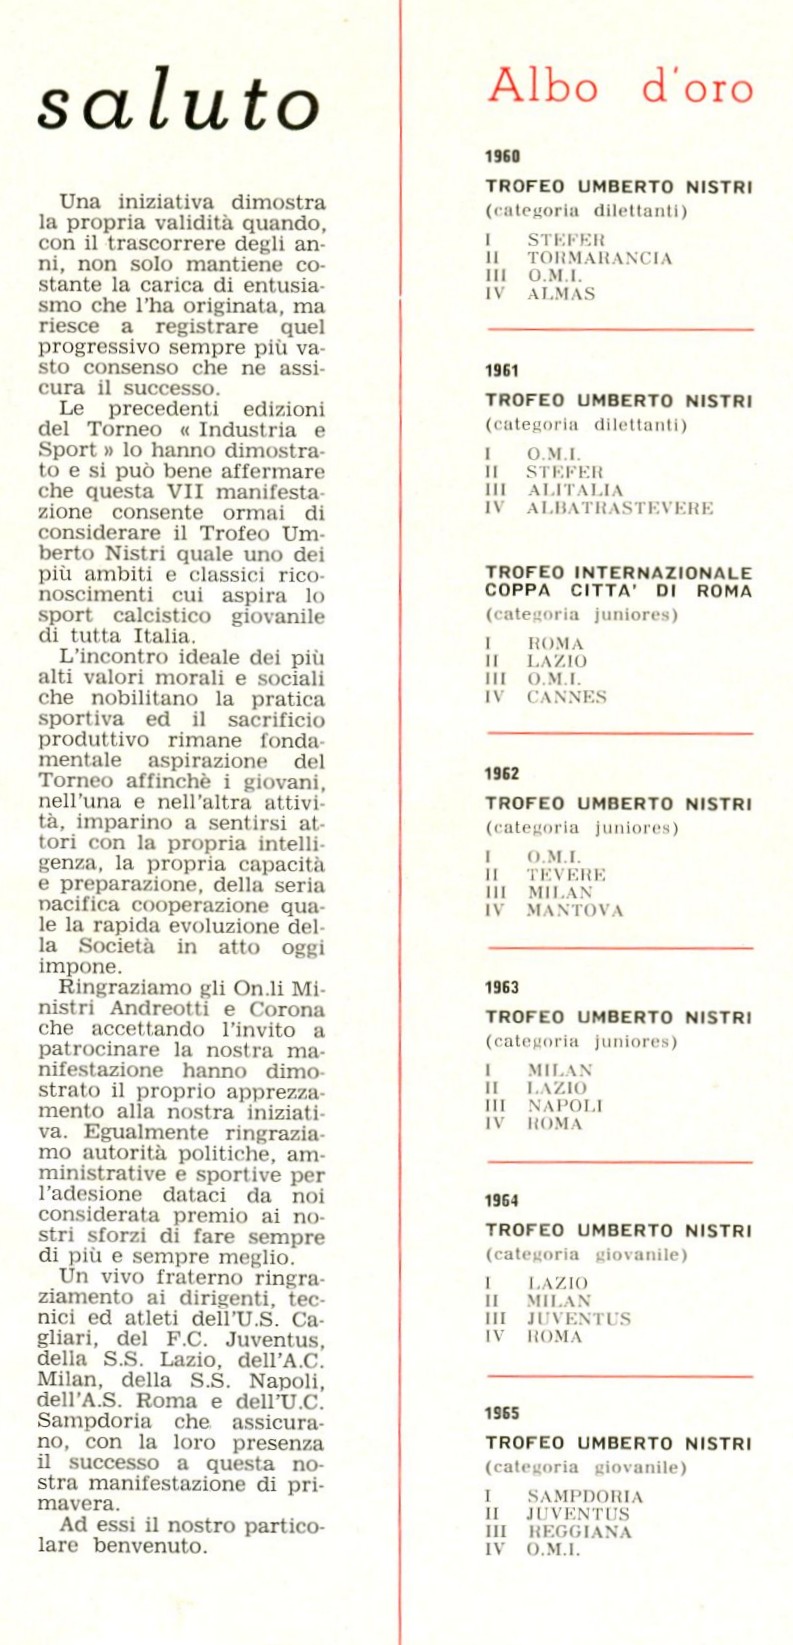 saluto
Una iniziativa dimostra
la propria validità quando,
con il trascorrere degli an-
ni, non solo mantiene co-
stante la carica di entusia-
smo che l'ha originata, ma
riesce a registrare quel
progressivo sempre più va-
sto consenso che ne assi-
cura il successo.
Le precedenti edizioni
del Torneo « Industria e
Sport » lo hanno dimostra-
to e si può bene affermare
che questa VII manifesta-
zione consente ormai di
considerare il Trofeo Um-
berto Nistri quale uno dei
più ambiti e classici rico-
noscimenti cui aspira lo
sport calcistico giovanile
di tutta Italia.
L'incontro ideale dei più
alti valori morali e sociali
che nobilitano la pratica
sportiva ed il sacrificio
produttivo rimane fonda-
mentale aspirazione del
Torneo affinchè i giovani,
nell'una e nell'altra attivi-
tà, imparino a sentirsi at-
tori con la propria intelli-
genza, la propria capacità
e preparazione, della seria
pacifica cooperazione qua-
le la rapida evoluzione del-
la Società in atto oggi
impone.
Ringraziamo gli On.li Mi-
nistri Andreotti e Corona
che accettando l'invito a
patrocinare la nostra ma-
nifestazione hanno dimo-
strato il proprio apprezza-
mento alla nostra iniziati-
va. Egualmente ringrazia-
mo autorità politiche, am-
ministrative e sportive per
l'adesione dataci da noi
considerata premio ai no-
stri sforzi di fare sempre
di più e sempre meglio.
Un vivo fraterno ringra-
ziamento ai dirigenti, tec-
nici ed atleti dell'U.S. Ca-
gliari, del F.C. Juventus,
della S.S. Lazio, dell'A.C.
Milan, della S.S. Napoli,
dell'A.S. Roma e dell'U.C.
Sampdoria che assicura-
no, con la loro presenza
il successo a questa no-
stra manifestazione di pri-
mavera.
Ad essi il nostro partico-
lare benvenuto.
Albo d'oro
1960
TROFEO UMBERTO NISTRI
(categoria dilettanti)
I STEFER
II TORMARANCIA
III O.M.I.
IV ALMAS
1961
TROFEO UMBERTO NISTRI
(categoria dilettanti)
I O.M.I.
II STEFER
III ALITALIA
IV ALBATRASTEVERE
TROFEO INTERNAZIONALE
COPPA CITTA' DI ROMA
(categoria juniores)
I ROMA
II LAZIO
III O.M.I.
IV CANNES
1962
TROFEO UMBERTO NISTRI
(categoria juniores)
I O.M.I.
II TEVERE
III MILAN
IV MANTOVA
1963
TROFEO UMBERTO NISTRI
(categoria juniores)
I MILAN
II LAZIO
III NAPOLI
IV ROMA
1964
TROFEO UMBERTO NISTRI
(categoria giovanile)
I LAZIO
II MILAN
III JUVENTUS
IV ROMA
1965
TROFEO UMBERTO NISTRI
(categoria giovanile)
I SAMPDORIA
II JUVENTUS
III REGGIANA
IV O.M.I.